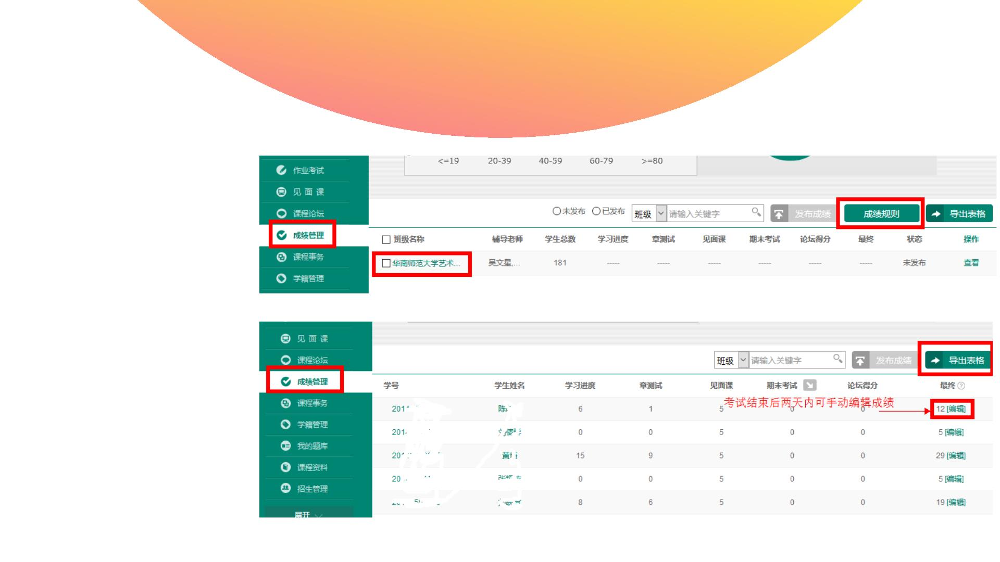 <=19 20-39 40-59 60-79 >=80
作业考试
见面课
课程论坛
未发布 已发布 班级 请输入关键字 发布成绩 成绩规则 导出表格
成绩管理
班级名称 辅导老师 学生总数 学习进度 章测试 见面课 期末考试 论坛得分 最终 状态 操作
课程事务
华南师范大学艺术... 吴文星,... 181 ----- ----- ----- ----- ----- ----- 未发布 查看
学籍管理
见面课
课程论坛
班级 请输入关键字 发布成绩 导出表格
成绩管理
学号 学生姓名 学习进度 章测试 见面课 期末考试 论坛得分 最终
课程事务
考试结束后两天内可手动编辑成绩
201 陈 6 1 5 0 0 12 [编辑]
学籍管理
201 0 0 5 0 0 5 [编辑]
我的题库
20 黄 15 9 5 0 0 29 [编辑]
课程资料
20 0 0 5 0 0 5 [编辑]
招生管理
8 6 5 0 0 19 [编辑]
展开